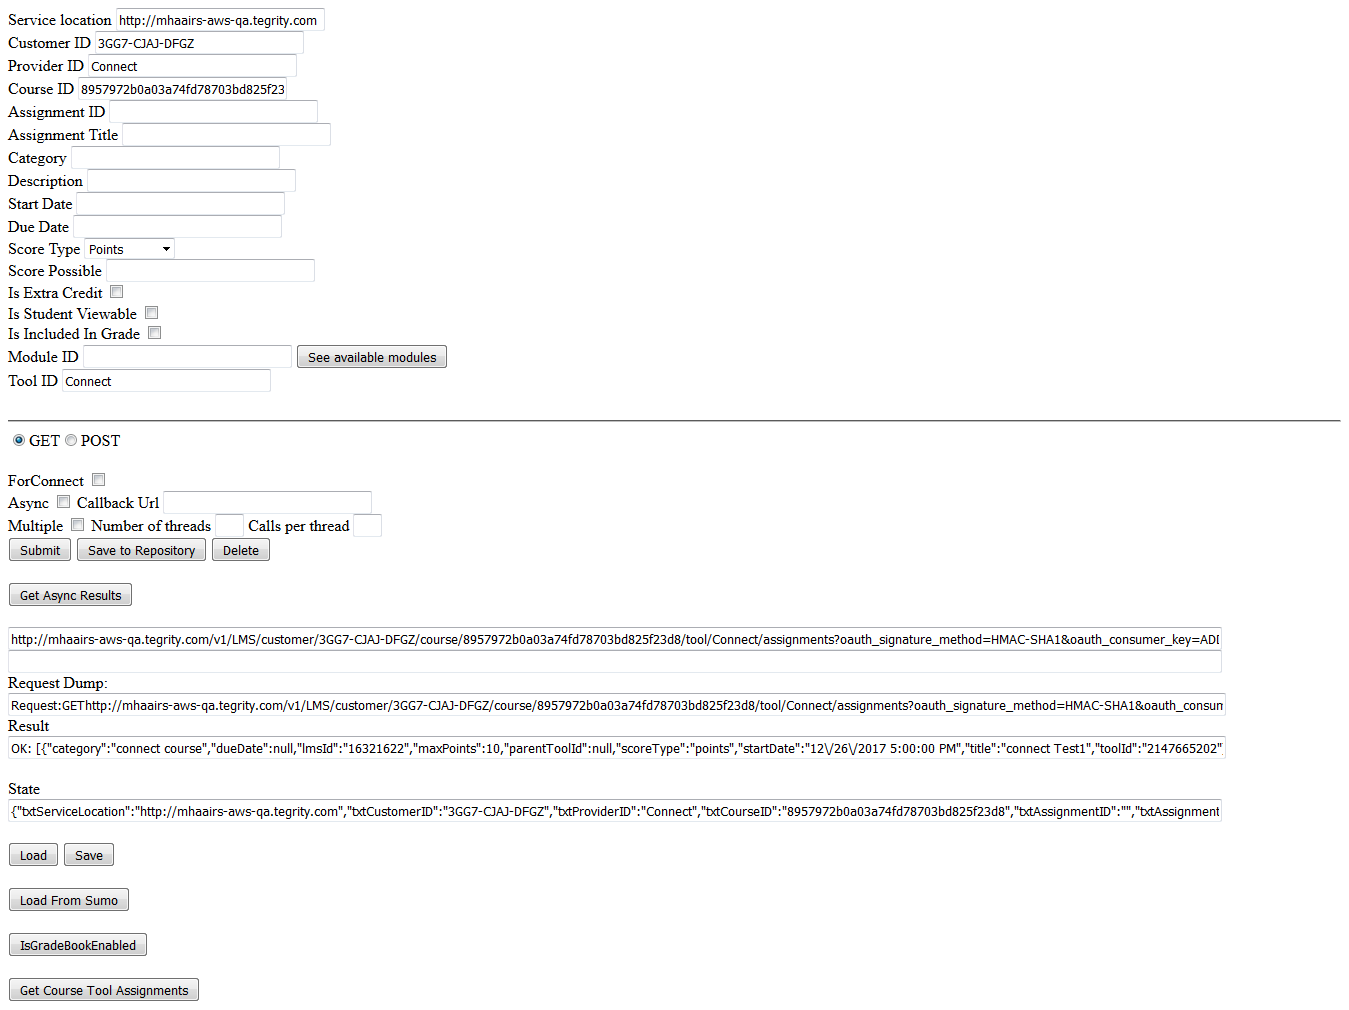 Service location http://mhaairs-aws-qa.tegrity.com
Customer ID 3GG7-CJAJ-DFGZ
Provider ID Connect
Course ID 8957972b0a03a74fd78703bd825f23
Assignment ID
Assignment Title
Category
Description
Start Date
Due Date
Score Type Points
Score Possible
Is Extra Credit
Is Student Viewable
Is Included In Grade
Module ID See available modules
Tool ID Connect
GET POST
ForConnect
Async Callback Url
Multiple Number of threads Calls per thread
Submit Save to Repository Delete
Get Async Results
http://mhaairs-aws-qa.tegrity.com/v1/LMS/customer/3GG7-CJAJ-DFGZ/course/8957972b0a03a74fd78703bd825f23d8/tool/Connect/assignments?oauth_signature_method=HMAC-SHA1&oauth_consumer_key=ADI
Request Dump:
Request:GEThttp://mhaairs-aws-qa.tegrity.com/v1/LMS/customer/3GG7-CJAJ-DFGZ/course/8957972b0a03a74fd78703bd825f23d8/tool/Connect/assignments?oauth_signature_method=HMAC-SHA1&oauth_consum
Result
OK: [{"category":"connect course","dueDate":null,"lmsId":"16321622","maxPoints":10,"parentToolId":null,"scoreType":"points","startDate":"12\/26\/2017 5:00:00 PM","title":"connect Test1","toolId":"2147665202"
State
{"txtServiceLocation":"http://mhaairs-aws-qa.tegrity.com","txtCustomerID":"3GG7-CJAJ-DFGZ","txtProviderID":"Connect","txtCourseID":"8957972b0a03a74fd78703bd825f23d8","txtAssignmentID":"","txtAssignment
Load Save
Load From Sumo
IsGradeBookEnabled
Get Course Tool Assignments